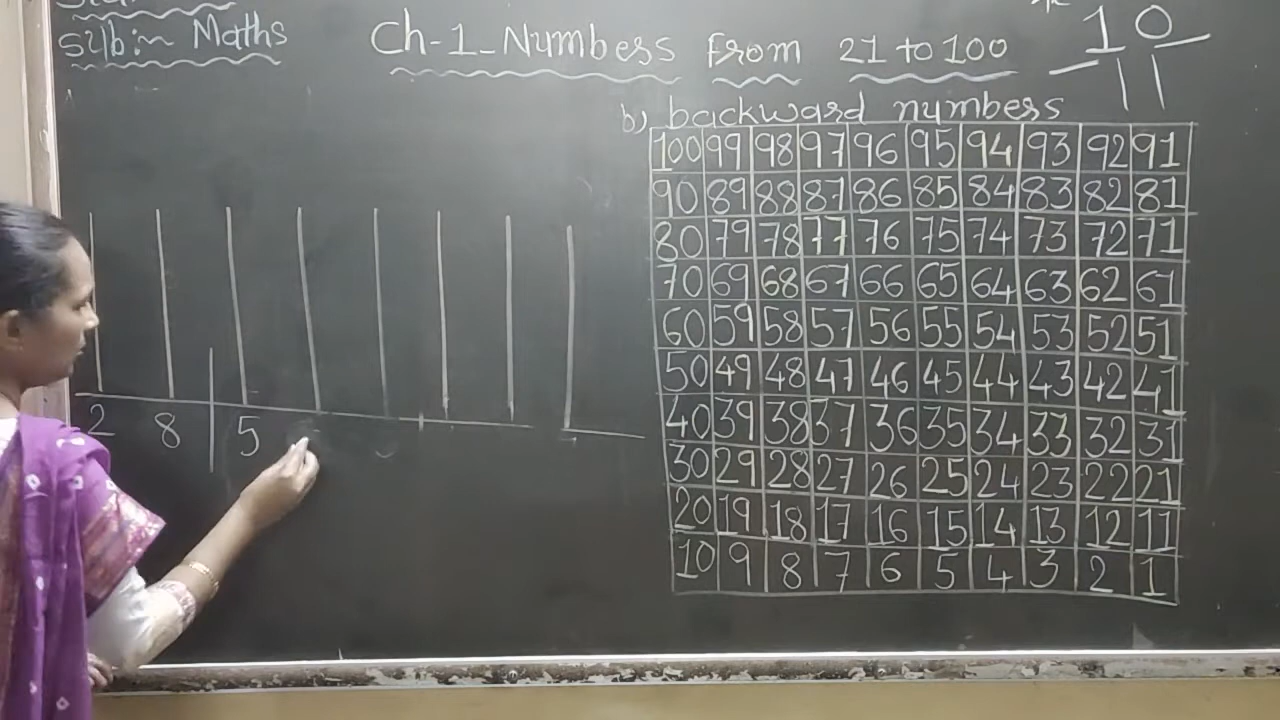 Sub:- Maths
Ch-1 - Numbers from 21 to 100
10
b) backward numbers
100 99 98 97 96 95 94 93 92 91
90 89 88 87 86 85 84 83 82 81
80 79 78 77 76 75 74 73 72 71
70 69 68 67 66 65 64 63 62 61
60 59 58 57 56 55 54 53 52 51
50 49 48 47 46 45 44 43 42 41
40 39 38 37 36 35 34 33 32 31
30 29 28 27 26 25 24 23 22 21
20 19 18 17 16 15 14 13 12 11
10 9 8 7 6 5 4 3 2 1
2 8 5